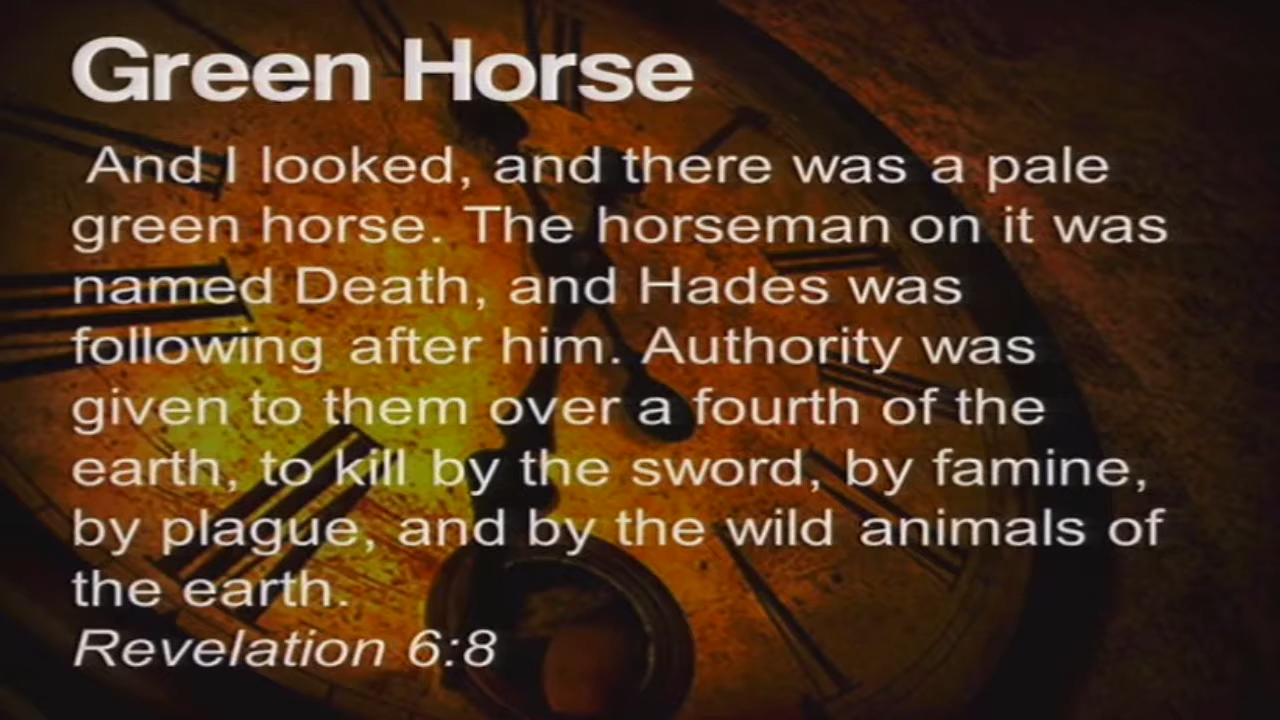 Green Horse
And I looked, and there was a pale
green horse. The horseman on it was
named Death, and Hades was
following after him. Authority was
given to them over a fourth of the
earth, to kill by the sword, by famine,
by plague, and by the wild animals of
the earth.
Revelation 6:8